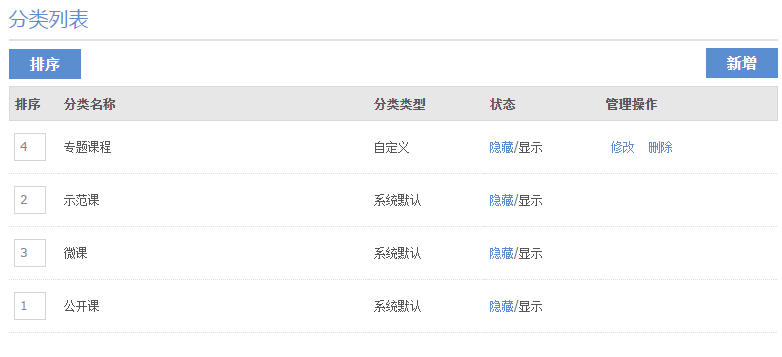 分类列表
排序 新增
排序 分类名称 分类类型 状态 管理操作
4 专题课程 自定义 隐藏/显示 修改 删除
2 示范课 系统默认 隐藏/显示
3 微课 系统默认 隐藏/显示
1 公开课 系统默认 隐藏/显示